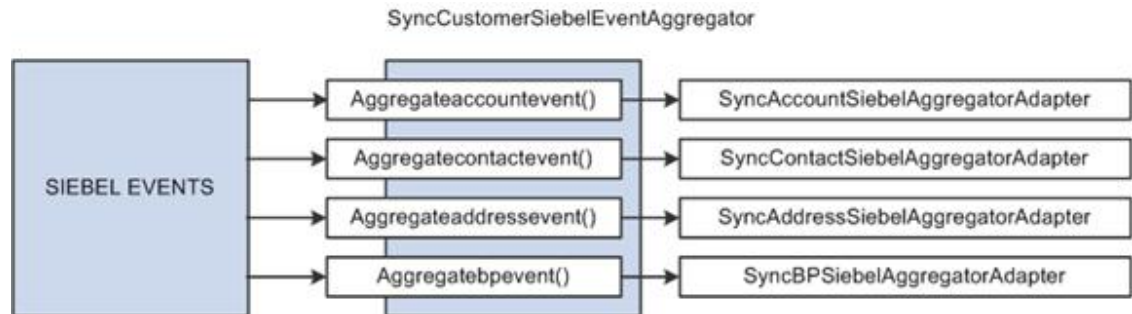 SyncCustomerSiebelEventAggregator
SIEBEL EVENTS
Aggregateaccountevent()
SyncAccountSiebelAggregatorAdapter
Aggregatecontactevent()
SyncContactSiebelAggregatorAdapter
Aggregateaddressevent()
SyncAddressSiebelAggregatorAdapter
Aggregatebpevent()
SyncBPSiebelAggregatorAdapter